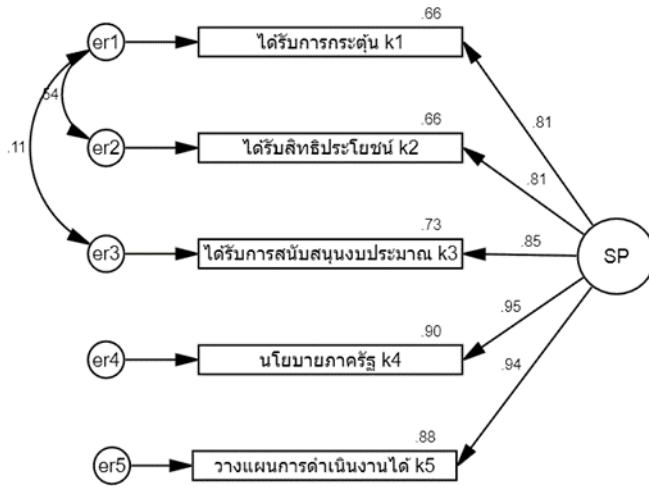 .66
er1 ได้รับการกระตุ้น k1
.54
.81
.66
er2 ได้รับสิทธิประโยชน์ k2
.11
.81
.73
er3 ได้รับการสนับสนุนงบประมาณ k3
.85
SP
.95
.90
er4 นโยบายภาครัฐ k4
.94
.88
er5 วางแผนการดำเนินงานได้ k5